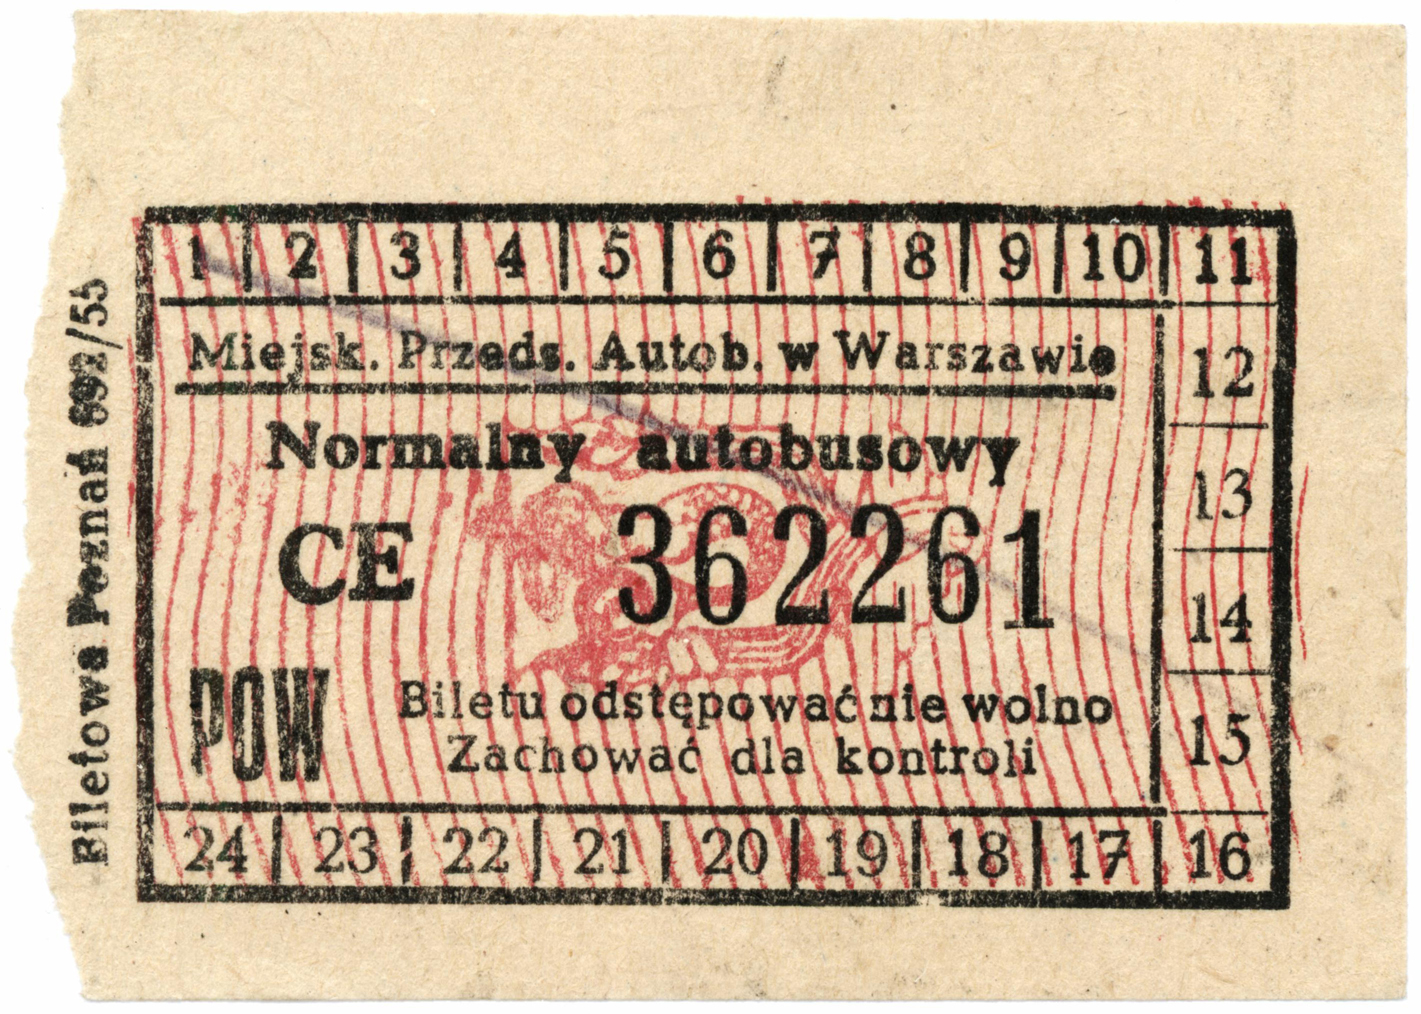 1 2 3 4 5 6 7 8 9 10 11
Miejsk. Przeds. Autob. w Warszawie
12
Normalny autobusowy
13
CE 362261
14
POW
Biletu odstępować nie wolno
15
Zachować dla kontroli
24 23 22 21 20 19 18 17 16
Biletowa Poznań 692/55